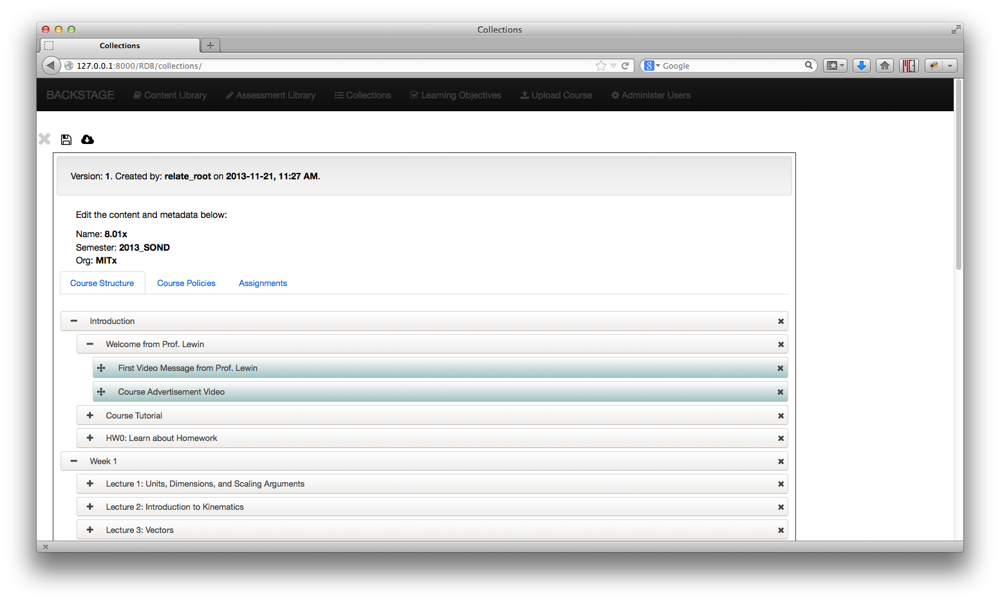 Collections
Collections
127.0.0.1:8000/RDB/collections/
Google
BACKSTAGE Content Library Assessment Library Collections Learning Objectives Upload Course Administer Users
Version: 1. Created by: relate_root on 2013-11-21, 11:27 AM.
Edit the content and metadata below:
Name: 8.01x
Semester: 2013_SOND
Org: MITx
Course Structure Course Policies Assignments
Introduction
Welcome from Prof. Lewin
First Video Message from Prof. Lewin
Course Advertisement Video
Course Tutorial
HW0: Learn about Homework
Week 1
Lecture 1: Units, Dimensions, and Scaling Arguments
Lecture 2: Introduction to Kinematics
Lecture 3: Vectors